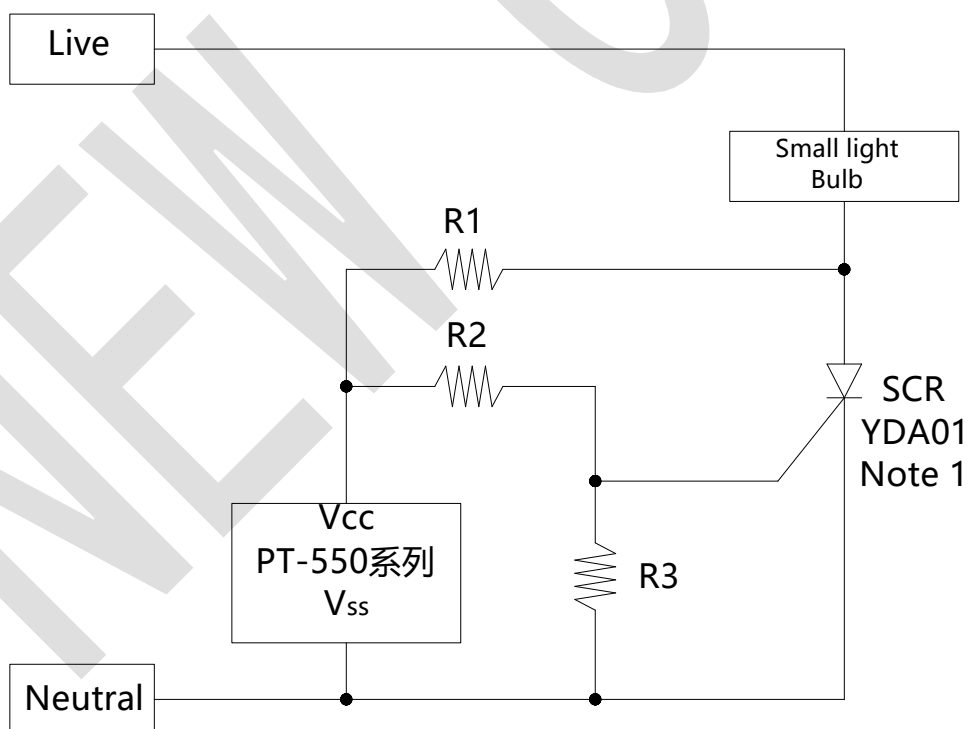 Live
Small light
Bulb
R1
R2
SCR
YDA01
Note 1
Vcc
PT-550系列
Vss
R3
Neutral
NEW